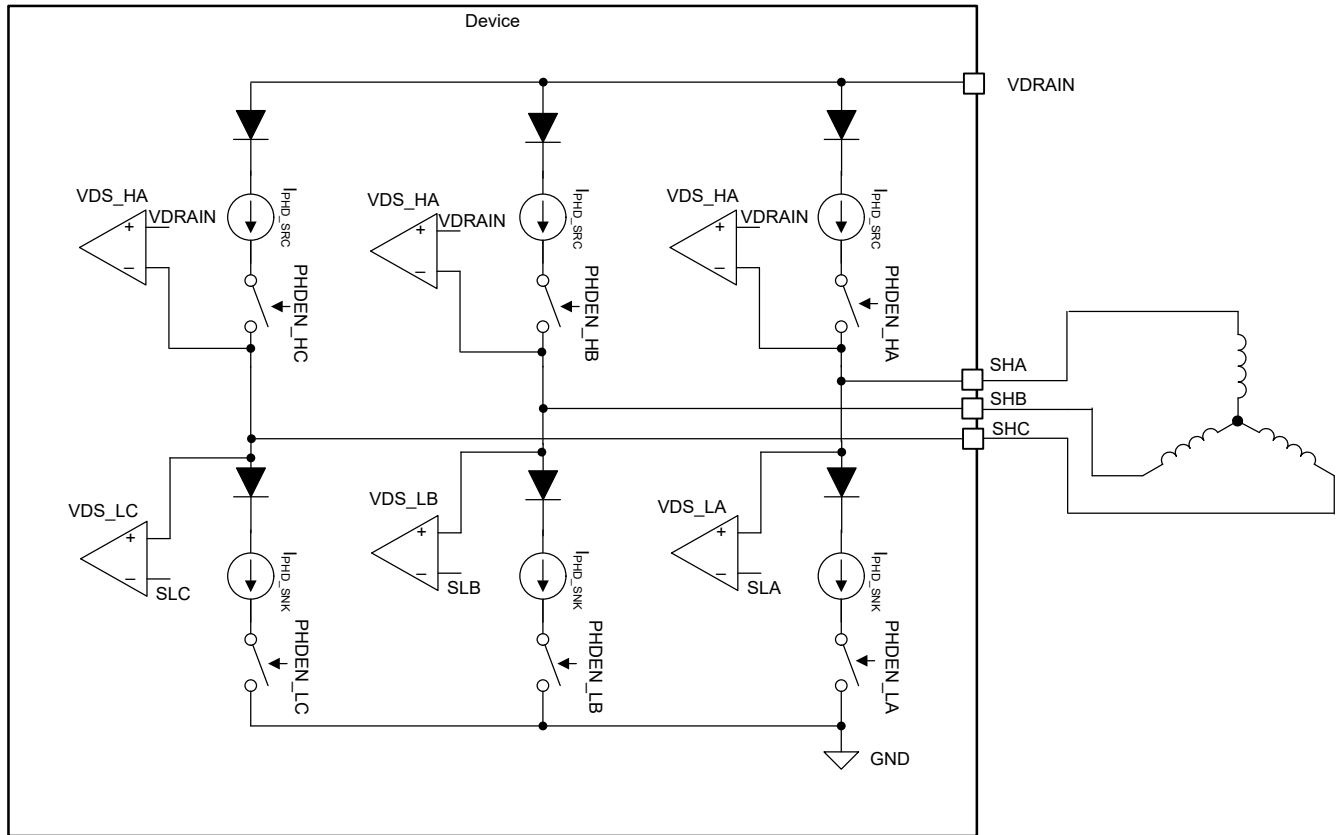 Device
VDRAIN
VDS_HA
VDRAIN
+
−
IPHD_SRC
PHDEN_HC
VDS_HA
VDRAIN
+
−
IPHD_SRC
PHDEN_HB
VDS_HA
VDRAIN
+
−
IPHD_SRC
PHDEN_HA
SHA
SHB
SHC
VDS_LC
+
−
SLC
IPHD_SNK
PHDEN_LC
VDS_LB
+
−
SLB
IPHD_SNK
PHDEN_LB
VDS_LA
+
−
SLA
IPHD_SNK
PHDEN_LA
GND